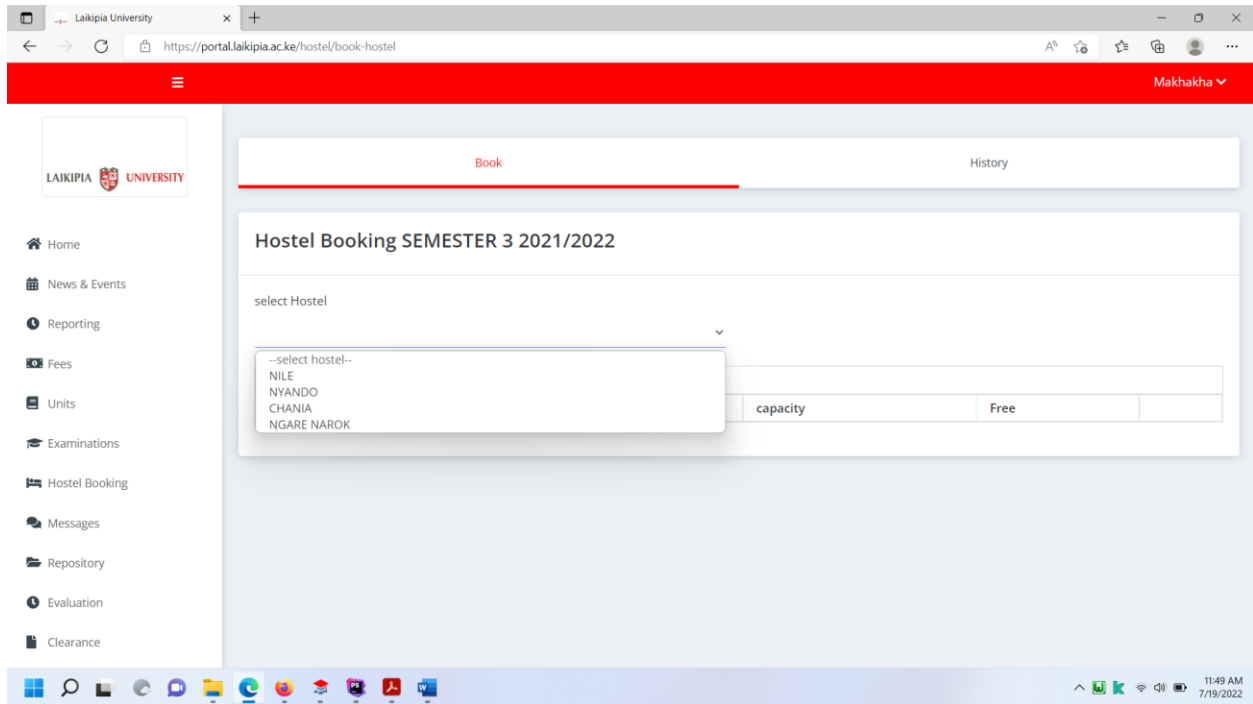 Laikipia University
https://portal.laikipia.ac.ke/hostel/book-hostel
Makhakha
LAIKIPIA UNIVERSITY
Book
History
Home
News & Events
Reporting
Fees
Units
Examinations
Hostel Booking
Messages
Repository
Evaluation
Clearance
Hostel Booking SEMESTER 3 2021/2022
select Hostel
--select hostel--
NILE
NYANDO
CHANIA
NGARE NAROK
capacity
Free
11:49 AM
7/19/2022